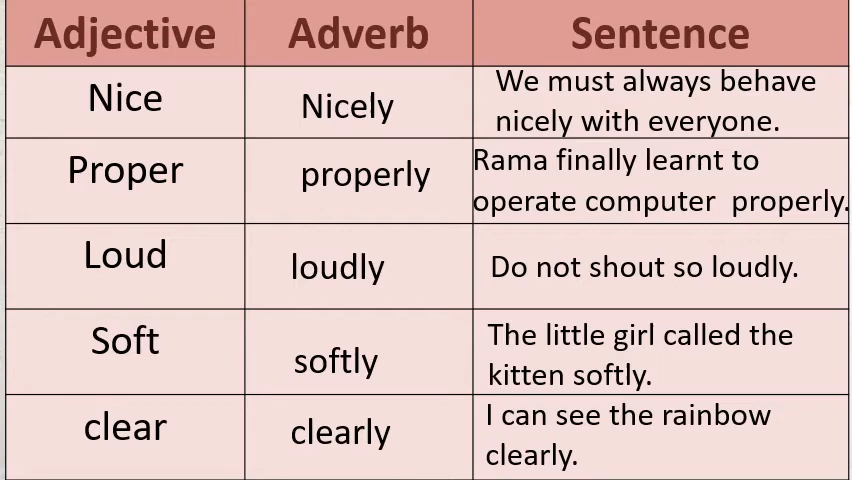 Adjective Adverb Sentence
Nice Nicely We must always behave
nicely with everyone.
Proper properly Rama finally learnt to
operate computer properly.
Loud loudly Do not shout so loudly.
Soft softly The little girl called the
kitten softly.
clear clearly I can see the rainbow
clearly.